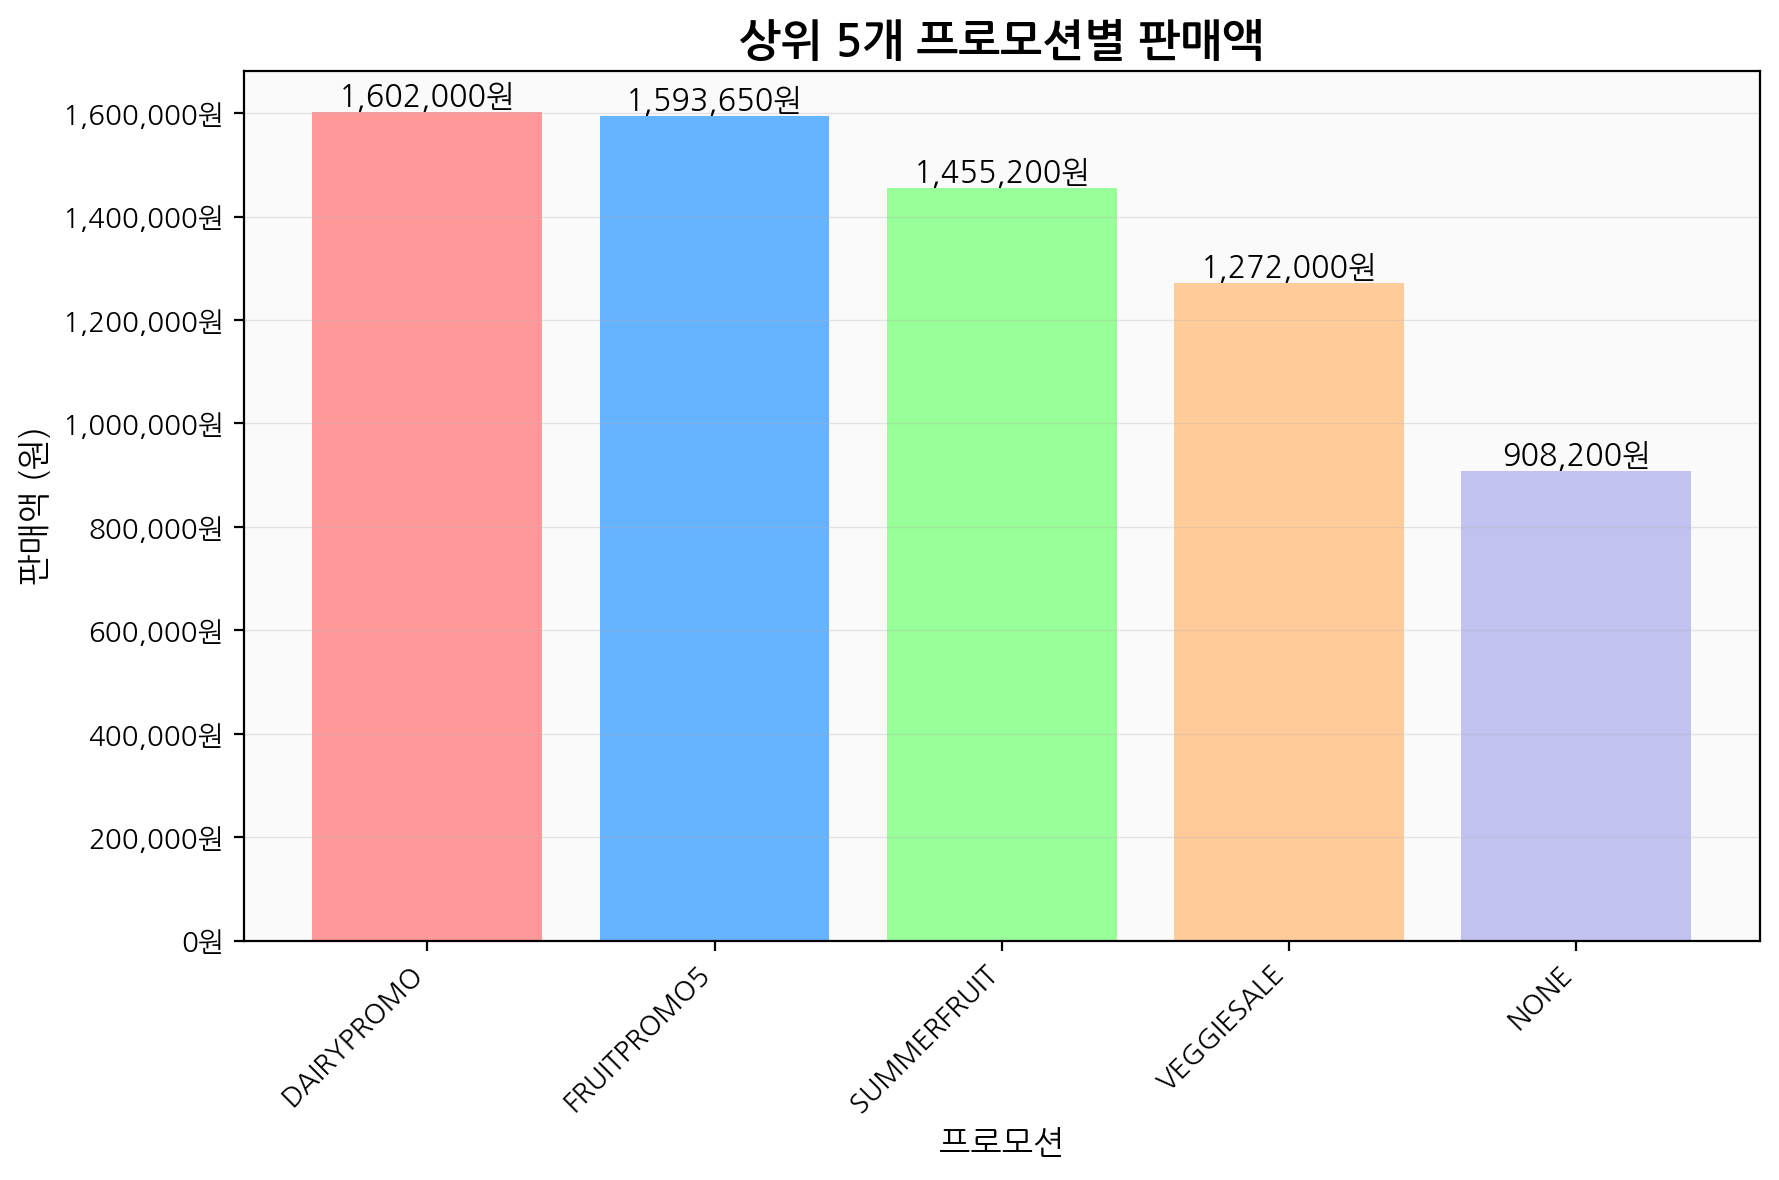 상위 5개 프로모션별 판매액
1,602,000원
1,593,650원
1,455,200원
1,272,000원
908,200원
1,600,000원
1,400,000원
1,200,000원
1,000,000원
800,000원
600,000원
400,000원
200,000원
0원
판매액 (원)
DAIRYPROMO
FRUITPROMO5
SUMMERFRUIT
VEGGIESALE
NONE
프로모션